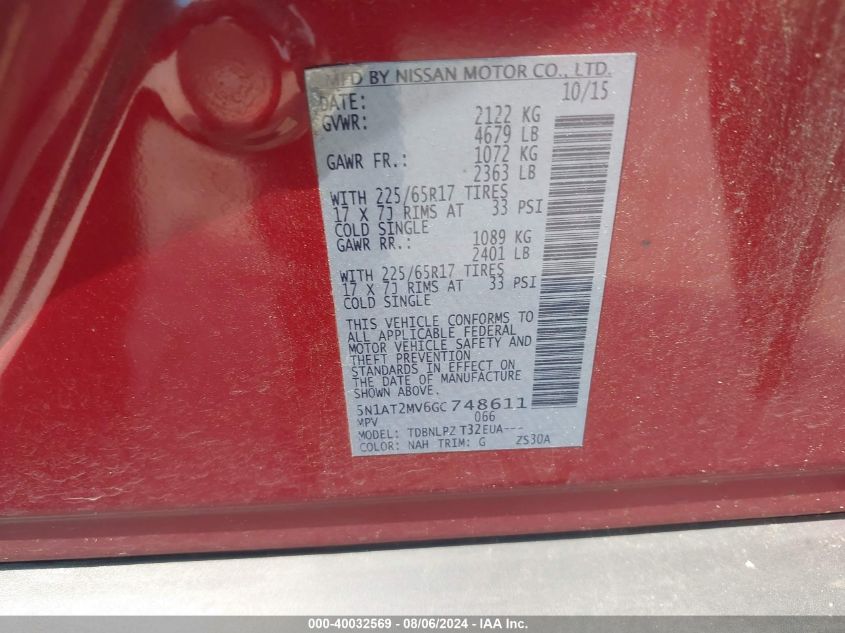 MFD BY NISSAN MOTOR CO., LTD.
DATE: 10/15
GVWR: 2122 KG
4679 LB
GAWR FR.: 1072 KG
2363 LB
WITH 225/65R17 TIRES
17 X 7J RIMS AT 33 PSI
COLD SINGLE
GAWR RR.: 1089 KG
2401 LB
WITH 225/65R17 TIRES
17 X 7J RIMS AT 33 PSI
COLD SINGLE
THIS VEHICLE CONFORMS TO
ALL APPLICABLE FEDERAL
MOTOR VEHICLE SAFETY AND
THEFT PREVENTION
STANDARDS IN EFFECT ON
THE DATE OF MANUFACTURE
SHOWN ABOVE.
5N1AT2MV6GC748611
MPV 066
MODEL: TDBNLPZ T32EUA---
COLOR: NAH TRIM: G ZS30A
000-40032569 - 08/06/2024 - IAA Inc.